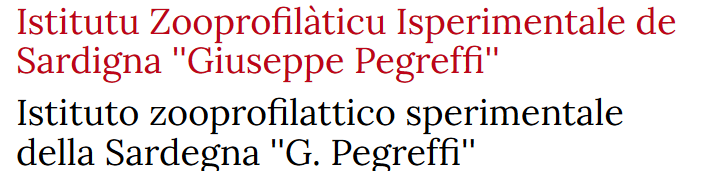 Istitutu Zooprofilàticu Isperimentale de
Sardigna "Giuseppe Pegreffi"
Istituto zooprofilattico sperimentale
della Sardegna "G. Pegreffi"